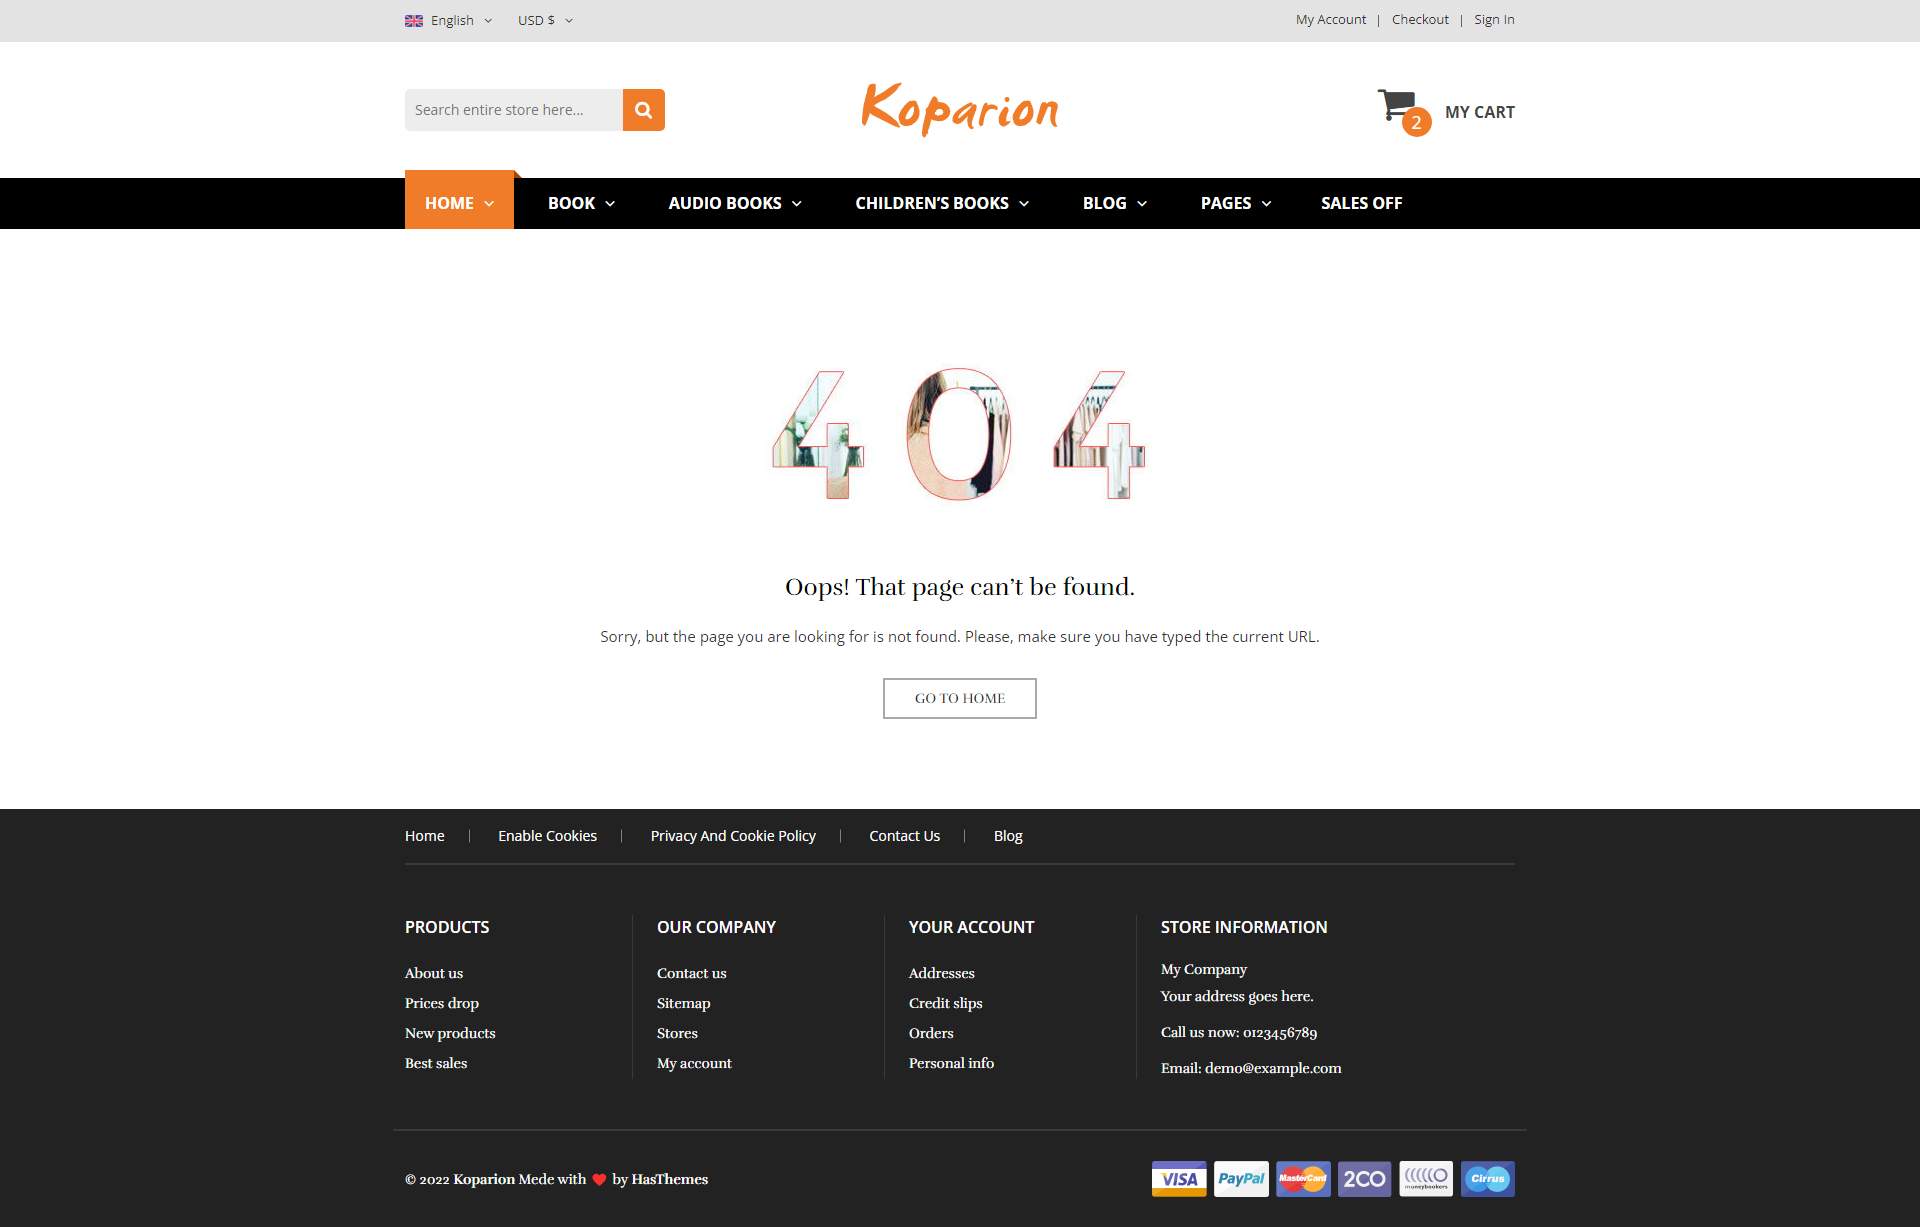 English USD $ My Account | Checkout | Sign In
Search entire store here... Koparion 2 MY CART
HOME BOOK AUDIO BOOKS CHILDREN'S BOOKS BLOG PAGES SALES OFF
404
Oops! That page can't be found.
Sorry, but the page you are looking for is not found. Please, make sure you have typed the current URL.
GO TO HOME
Home | Enable Cookies | Privacy And Cookie Policy | Contact Us | Blog
PRODUCTS
About us
Prices drop
New products
Best sales
OUR COMPANY
Contact us
Sitemap
Stores
My account
YOUR ACCOUNT
Addresses
Credit slips
Orders
Personal info
STORE INFORMATION
My Company
Your address goes here.
Call us now: 0123456789
Email: demo@example.com
© 2022 Koparion Mede with ❤ by HasThemes
VISA PayPal MasterCard 2CO moneybookers Cirrus